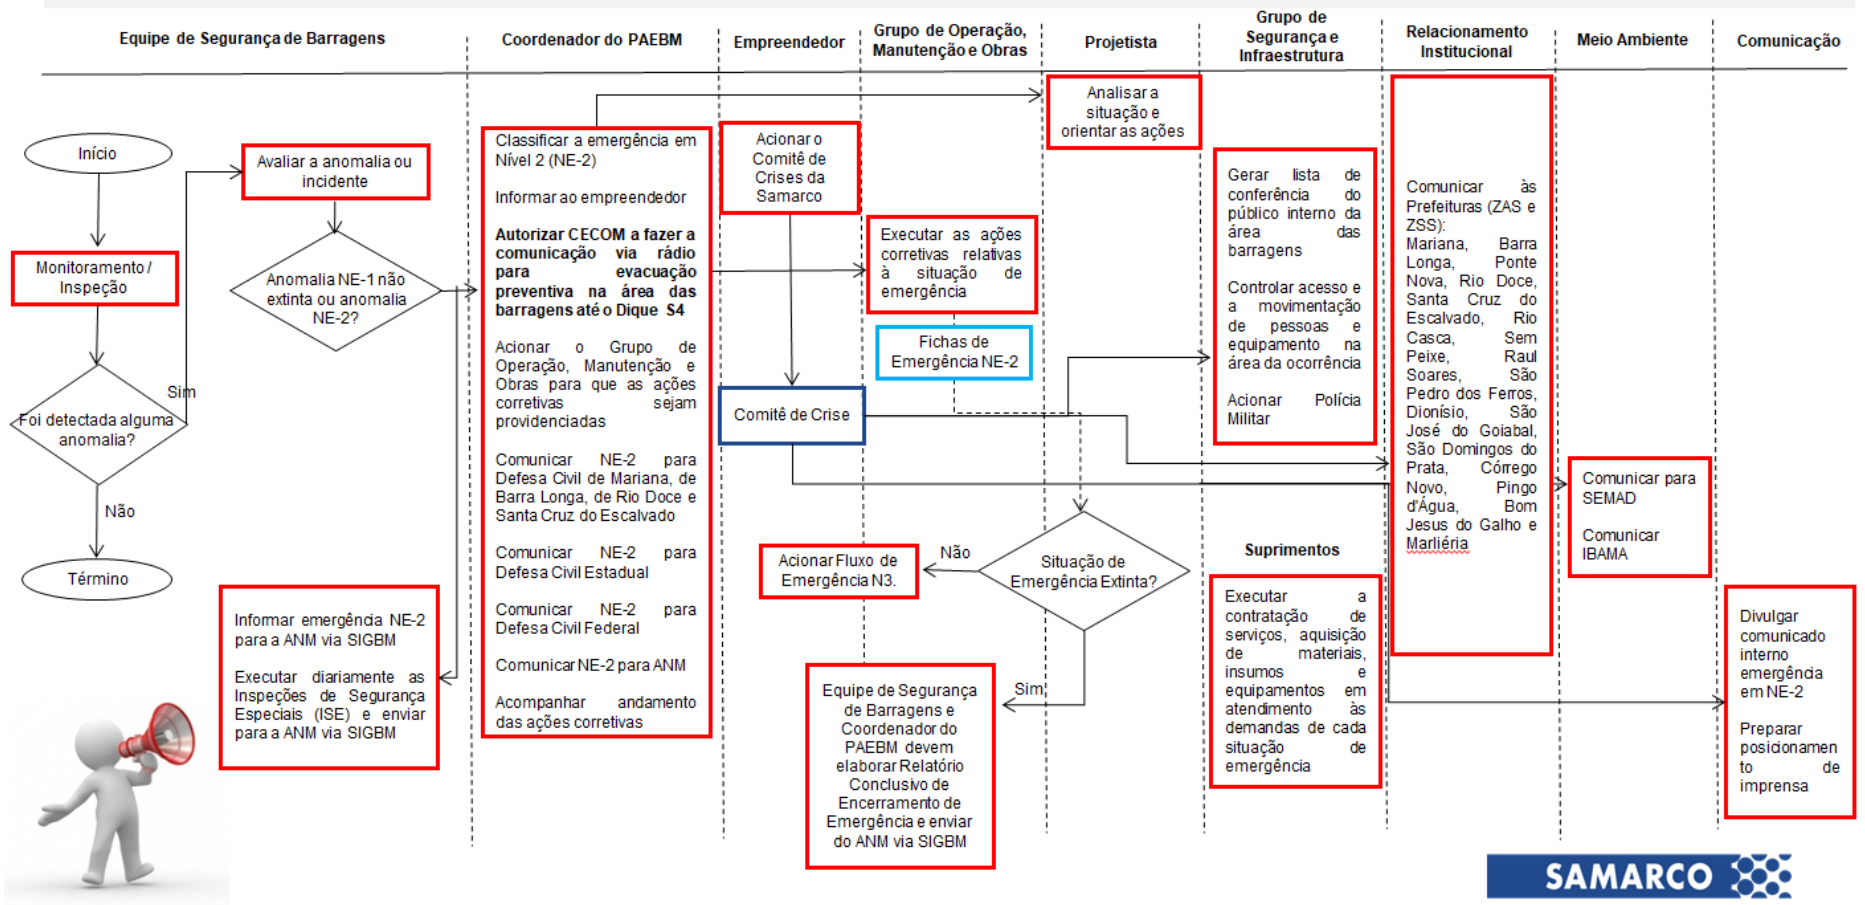 Equipe de Segurança de Barragens
Coordenador do PAEBM
Empreendedor
Grupo de Operação,
Manutenção e Obras
Projetista
Grupo de
Segurança e
Infraestrutura
Relacionamento
Institucional
Meio Ambiente
Comunicação
Início
Monitoramento /
Inspeção
Foi detectada alguma
anomalia?
Sim
Não
Término
Avaliar a anomalia ou
incidente
Anomalia NE-1 não
extinta ou anomalia
NE-2?
Informar emergência NE-2
para a ANM via SIGBM
Executar diariamente as
Inspeções de Segurança
Especiais (ISE) e enviar
para a ANM via SIGBM
Classificar a emergência em
Nível 2 (NE-2)
Informar ao empreendedor
Autorizar CECOM a fazer a
comunicação via rádio
para evacuação
preventiva na área das
barragens até o Dique S4
Acionar o Grupo de
Operação, Manutenção e
Obras para que as ações
corretivas sejam
providenciadas
Comunicar NE-2 para
Defesa Civil de Mariana, de
Barra Longa, de Rio Doce e
Santa Cruz do Escalvado
Comunicar NE-2 para
Defesa Civil Estadual
Comunicar NE-2 para
Defesa Civil Federal
Comunicar NE-2 para ANM
Acompanhar andamento
das ações corretivas
Acionar o
Comitê de
Crises da
Samarco
Comitê de Crise
Executar as ações
corretivas relativas
à situação de
emergência
Fichas de
Emergência NE-2
Analisar a
situação e
orientar as ações
Situação de
Emergência Extinta?
Não
Acionar Fluxo de
Emergência N3.
Sim
Equipe de Segurança
de Barragens e
Coordenador do
PAEBM devem
elaborar Relatório
Conclusivo de
Encerramento de
Emergência e enviar
do ANM via SIGBM
Gerar lista de
conferência do
público interno da
área das
barragens
Controlar acesso e
a movimentação
de pessoas e
equipamento na
área da ocorrência
Acionar Polícia
Militar
Suprimentos
Executar a
contratação de
serviços, aquisição
de materiais,
insumos e
equipamentos em
atendimento às
demandas de cada
situação de
emergência
Comunicar às
Prefeituras (ZAS e
ZSS):
Mariana, Barra
Longa, Ponte
Nova, Rio Doce,
Santa Cruz do
Escalvado, Rio
Casca, Sem
Peixe, Raul
Soares, São
Pedro dos Ferros,
Dionísio, São
José do Goiabal,
São Domingos do
Prata, Córrego
Novo, Pingo
d'Água, Bom
Jesus do Galho e
Marliéria
Comunicar para
SEMAD
Comunicar
IBAMA
Divulgar
comunicado
interno
emergência
em NE-2
Preparar
posicionamen
to de
imprensa
SAMARCO